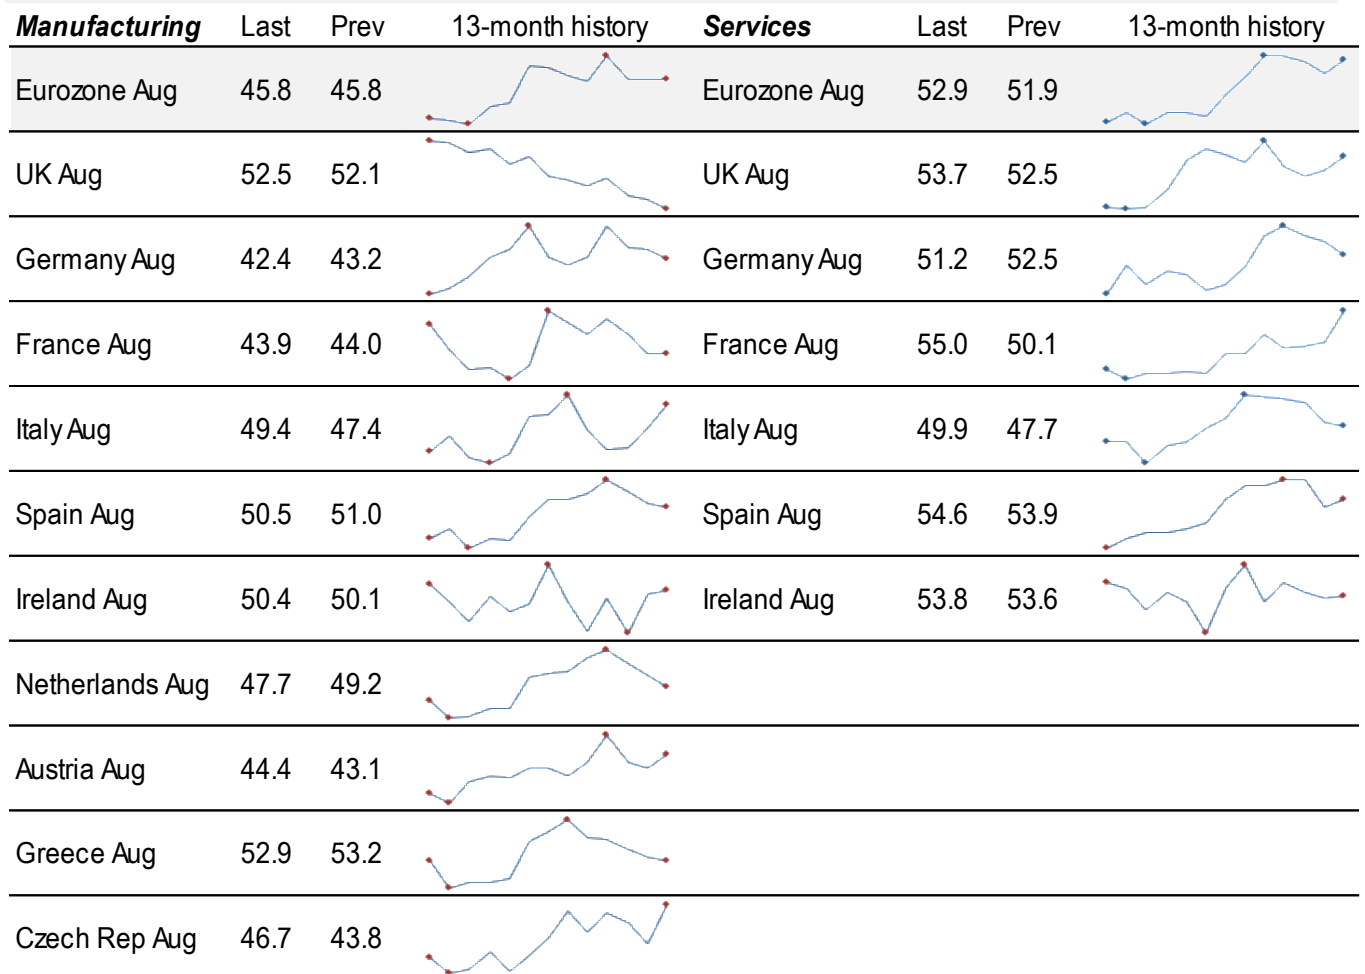 Manufacturing Last Prev 13-month history Services Last Prev 13-month history
Eurozone Aug 45.8 45.8 Eurozone Aug 52.9 51.9
UK Aug 52.5 52.1 UK Aug 53.7 52.5
Germany Aug 42.4 43.2 Germany Aug 51.2 52.5
France Aug 43.9 44.0 France Aug 55.0 50.1
Italy Aug 49.4 47.4 Italy Aug 49.9 47.7
Spain Aug 50.5 51.0 Spain Aug 54.6 53.9
Ireland Aug 50.4 50.1 Ireland Aug 53.8 53.6
Netherlands Aug 47.7 49.2
Austria Aug 44.4 43.1
Greece Aug 52.9 53.2
Czech Rep Aug 46.7 43.8